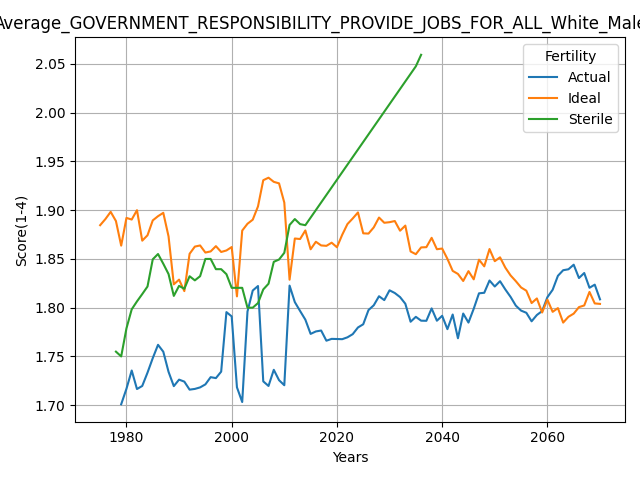 Average_GOVERNMENT_RESPONSIBILITY_PROVIDE_JOBS_FOR_ALL_White_Male
Fertility
Actual
Ideal
Sterile
Score(1-4)
2.05
2.00
1.95
1.90
1.85
1.80
1.75
1.70
1980 2000 2020 2040 2060
Years